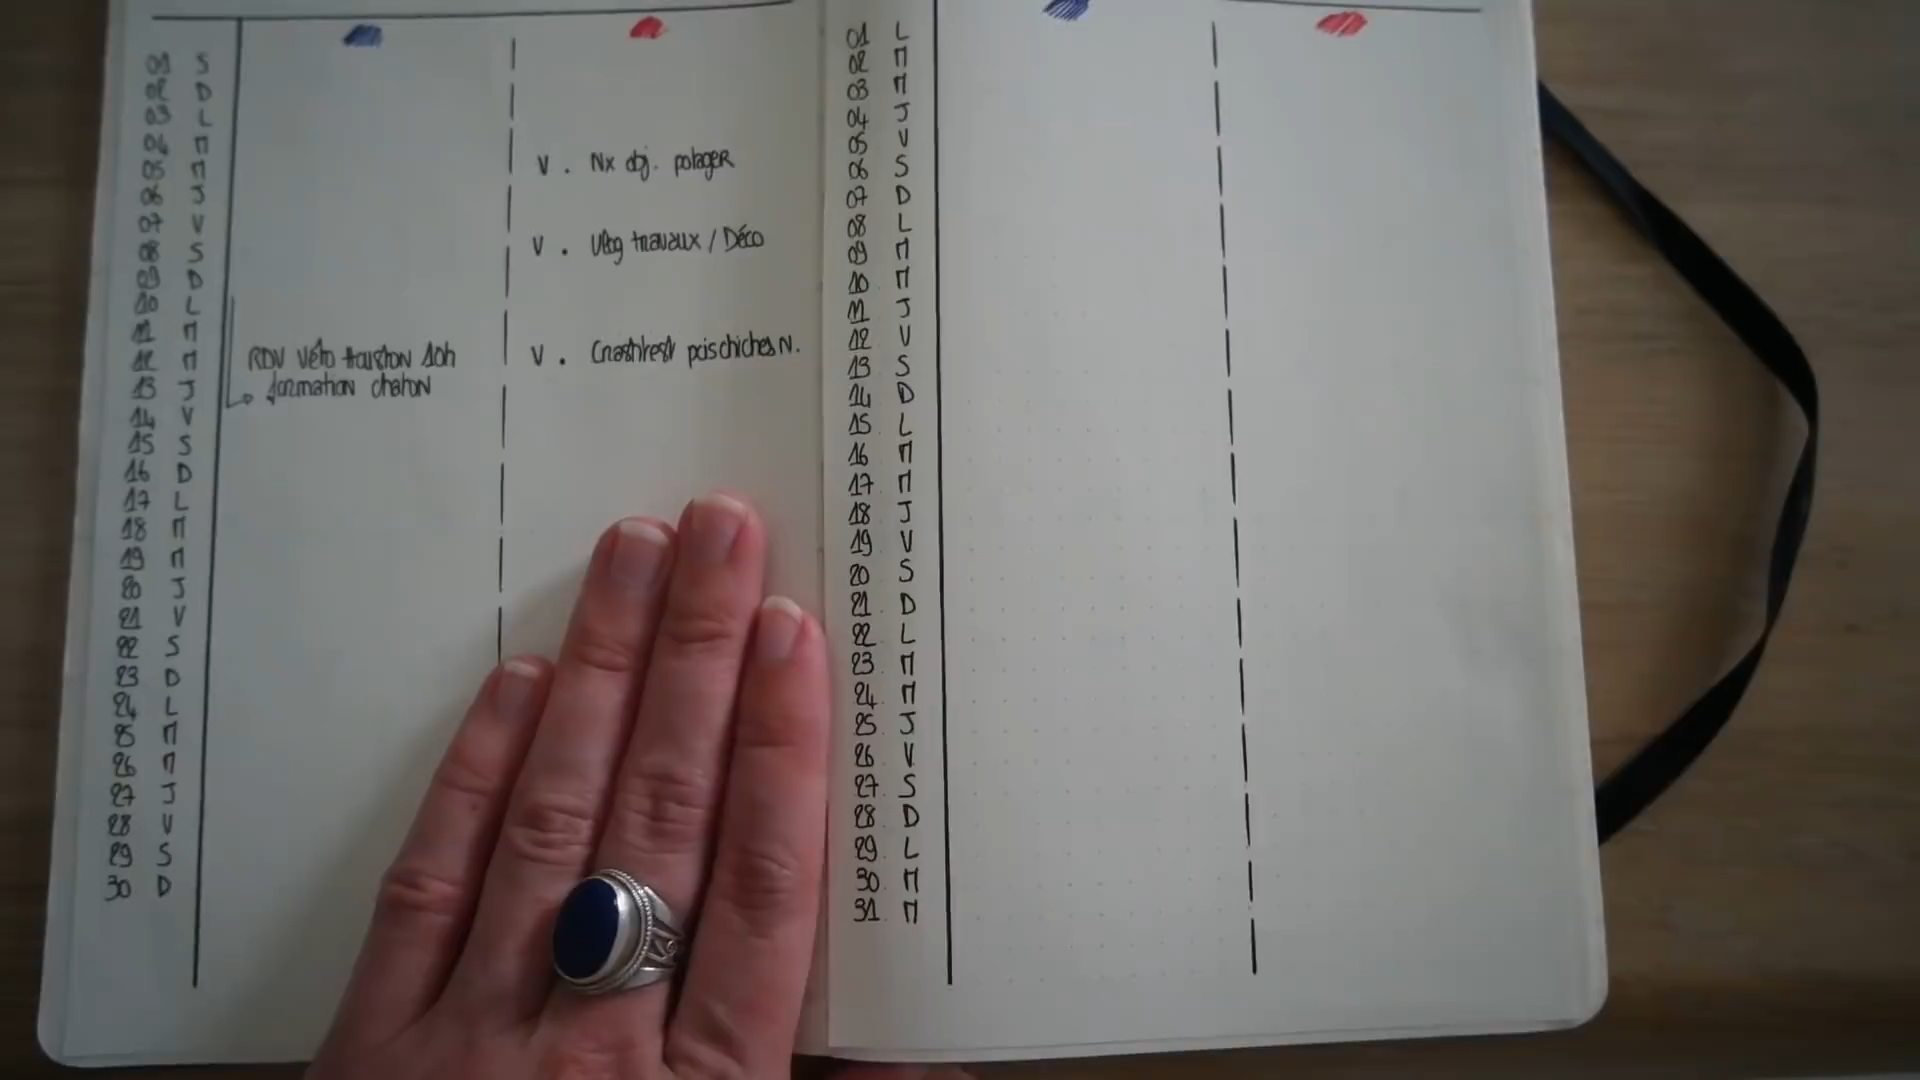 01 S
02 D
03 L
04 M
05 M V . Nx obj. potager
06 J
07 V
08 S V . Vlog travaux / Déco
09 D
10 L
11 M
12 M RDV véto 10h V . pois chiches N.
13 J formation chaton
14 V
15 S
16 D
17 L
18 M
19 M
20 J
21 V
22 S
23 D
24 L
25 M
26 M
27 J
28 V
29 S
30 D
01 L
02 M
03 M
04 J
05 V
06 S
07 D
08 L
09 M
10 M
11 J
12 V
13 S
14 D
15 L
16 M
17 M
18 J
19 V
20 S
21 D
22 L
23 M
24 M
25 J
26 V
27 S
28 D
29 L
30 M
31 M